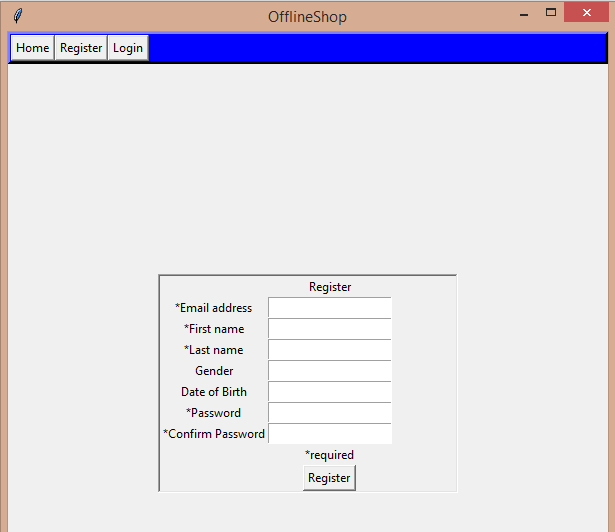 OfflineShop
Home Register Login
Register
*Email address
*First name
*Last name
Gender
Date of Birth
*Password
*Confirm Password
*required
Register